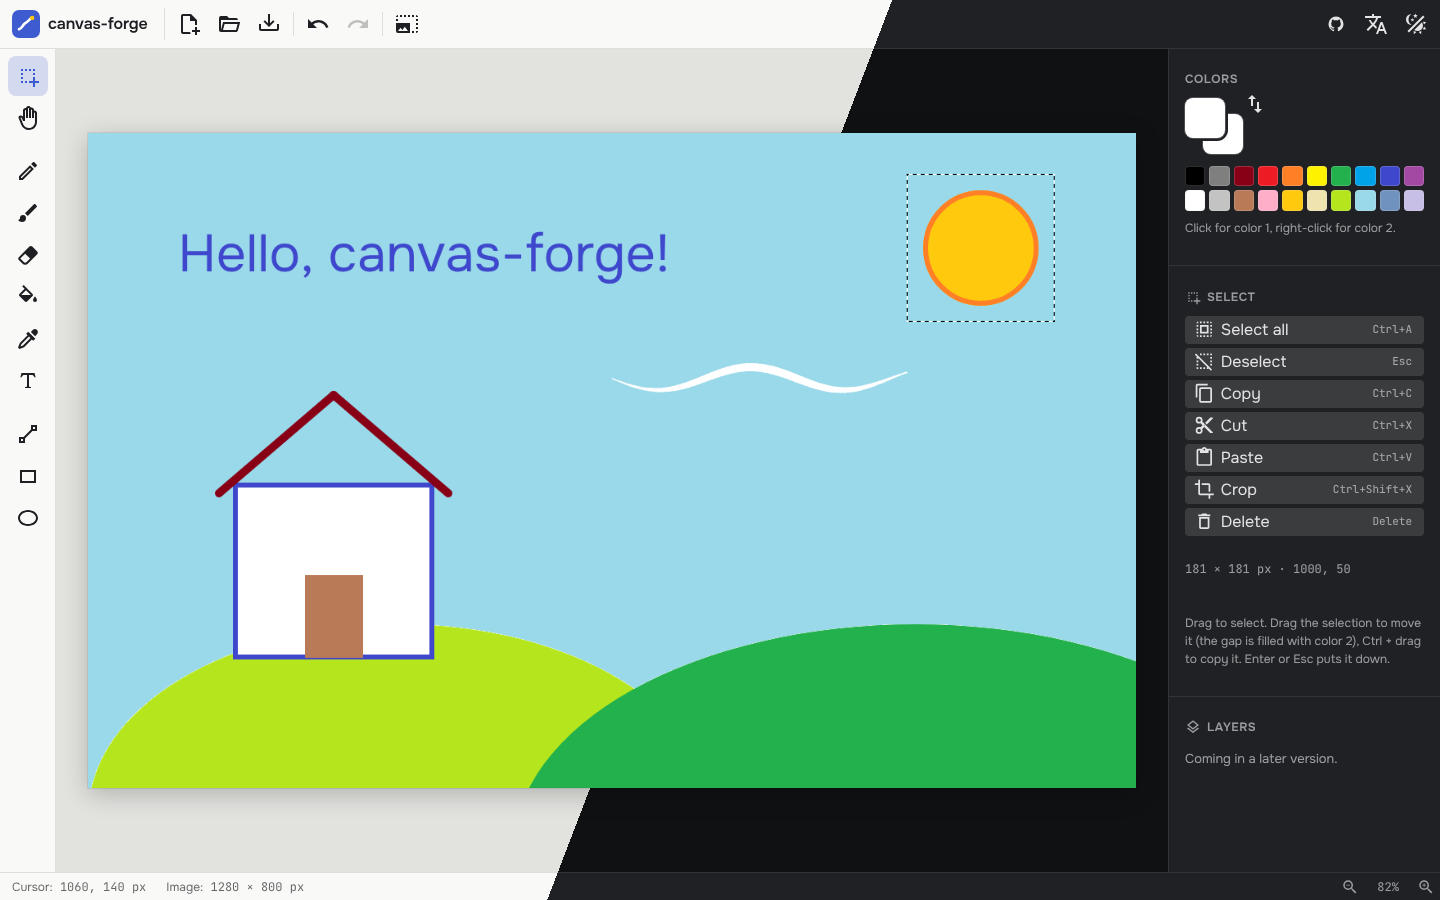 canvas-forge
COLORS
Click for color 1, right-click for color 2.
Hello, canvas-forge!
SELECT
Select all Ctrl+A
Deselect Esc
Copy Ctrl+C
Cut Ctrl+X
Paste Ctrl+V
Crop Ctrl+Shift+X
Delete Delete
181 × 181 px · 1000, 50
Drag to select. Drag the selection to move
it (the gap is filled with color 2), Ctrl + drag
to copy it. Enter or Esc puts it down.
LAYERS
Coming in a later version.
Cursor: 1060, 140 px Image: 1280 × 800 px
82%